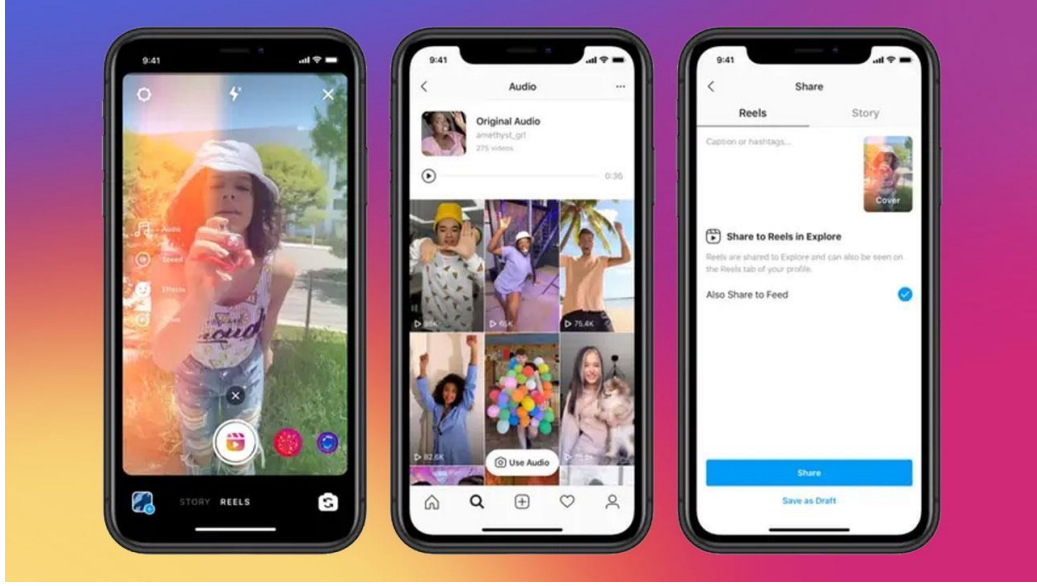 9:41
Audio
Speed
Effects
STORY REELS
9:41
Audio
Original Audio
amethyst_grl
275 videos
0:36
65K
75.4K
82.6K
Use Audio
9:41
Share
Reels
Story
Caption or hashtags...
Cover
Share to Reels in Explore
Reels are shared to Explore and can also be seen on
the Reels tab of your profile.
Also Share to Feed
Share
Save as Draft